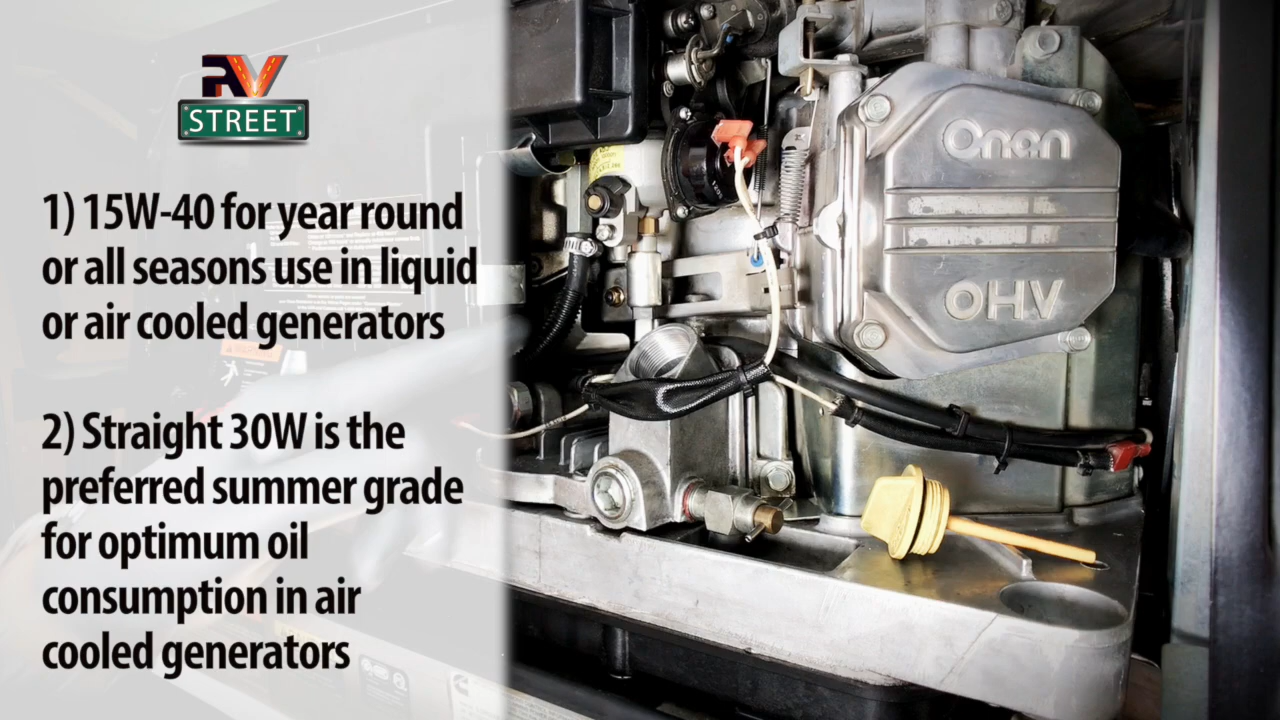 RV
STREET
1) 15W-40 for year round
or all seasons use in liquid
or air cooled generators
2) Straight 30W is the
preferred summer grade
for optimum oil
consumption in air
cooled generators
Onan
OHV